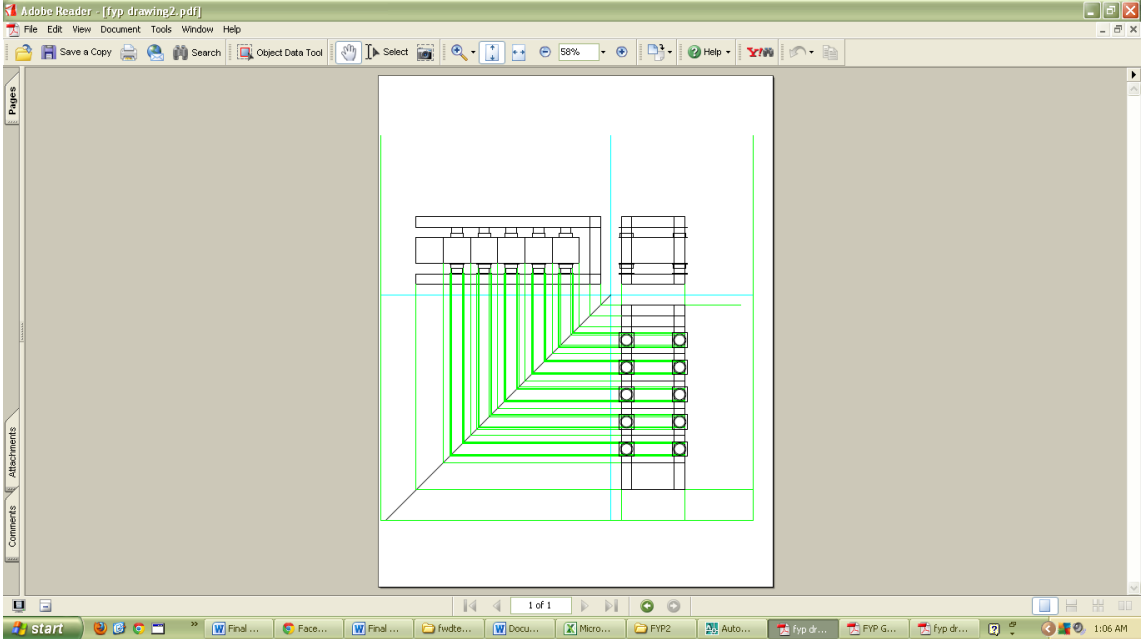 Adobe Reader - [fyp drawing2.pdf]
File Edit View Document Tools Window Help
Save a Copy Search Object Data Tool Select 58% Help Y!
Pages
Attachments
Comments
1 of 1
start » Final ... Face... Final ... fwdte... Docu... Micro... FYP2 Auto... fyp dr... FYP G... fyp dr... 1:06 AM